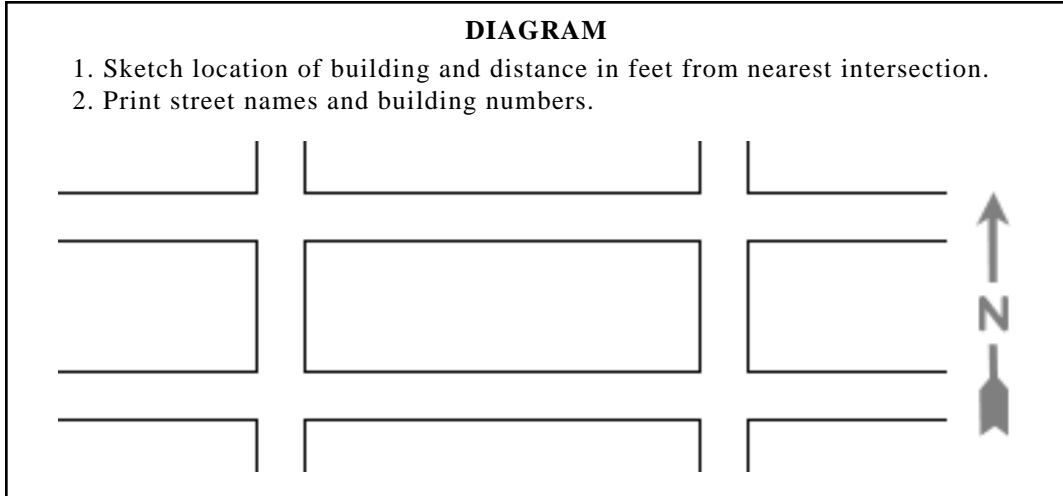 DIAGRAM
1. Sketch location of building and distance in feet from nearest intersection.
2. Print street names and building numbers.
N